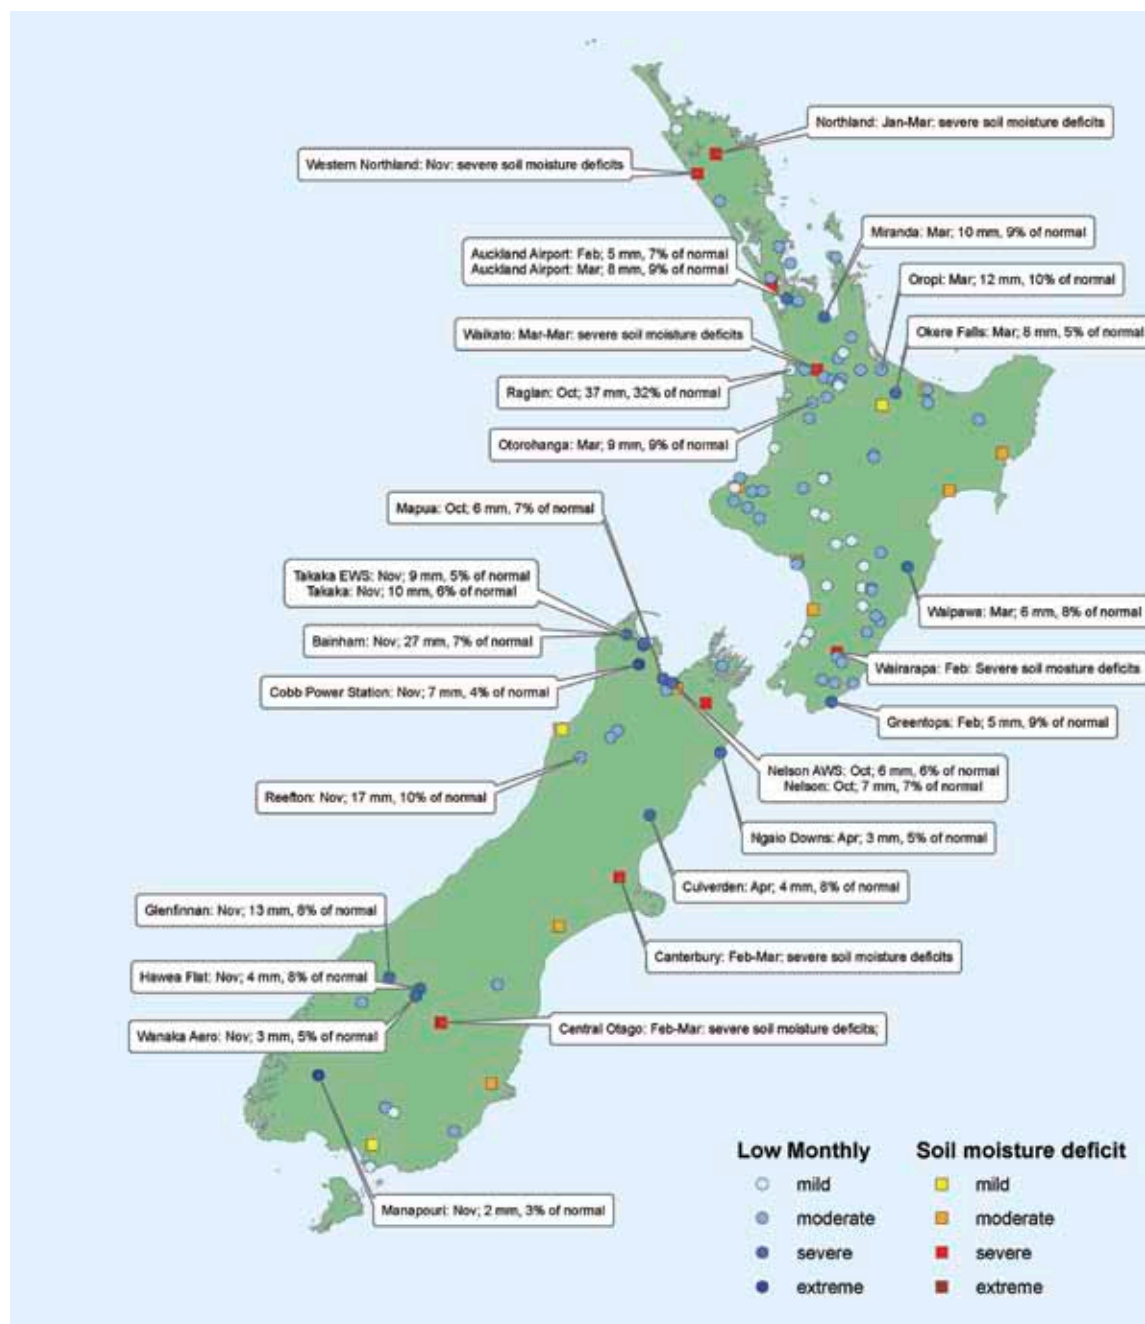 Northland: Jan-Mar: severe soil moisture deficits
Western Northland: Nov: severe soil moisture deficits
Miranda: Mar; 10 mm, 9% of normal
Auckland Airport: Feb; 5 mm, 7% of normal
Auckland Airport: Mar; 8 mm, 9% of normal
Oropi: Mar; 12 mm, 10% of normal
Okere Falls: Mar; 8 mm, 5% of normal
Waikato: Mar-Mar: severe soil moisture deficits
Raglan: Oct; 37 mm, 32% of normal
Otorohanga: Mar; 9 mm, 9% of normal
Mapua: Oct; 6 mm, 7% of normal
Takaka EWS: Nov; 9 mm, 5% of normal
Takaka: Nov; 10 mm, 6% of normal
Waipawa: Mar; 6 mm, 8% of normal
Bainham: Nov; 27 mm, 7% of normal
Wairarapa: Feb: Severe soil mosture deficits
Cobb Power Station: Nov; 7 mm, 4% of normal
Greentops: Feb; 5 mm, 9% of normal
Nelson AWS: Oct; 6 mm, 6% of normal
Nelson: Oct; 7 mm, 7% of normal
Reefton: Nov; 17 mm, 10% of normal
Ngaio Downs: Apr; 3 mm, 5% of normal
Culverden: Apr; 4 mm, 8% of normal
Glenfinnan: Nov; 13 mm, 8% of normal
Canterbury: Feb-Mar: severe soil moisture deficits
Hawea Flat: Nov; 4 mm, 8% of normal
Central Otago: Feb-Mar: severe soil moisture deficits;
Wanaka Aero: Nov; 3 mm, 5% of normal
Manapouri: Nov; 2 mm, 3% of normal
Low Monthly
mild
moderate
severe
extreme
Soil moisture deficit
mild
moderate
severe
extreme